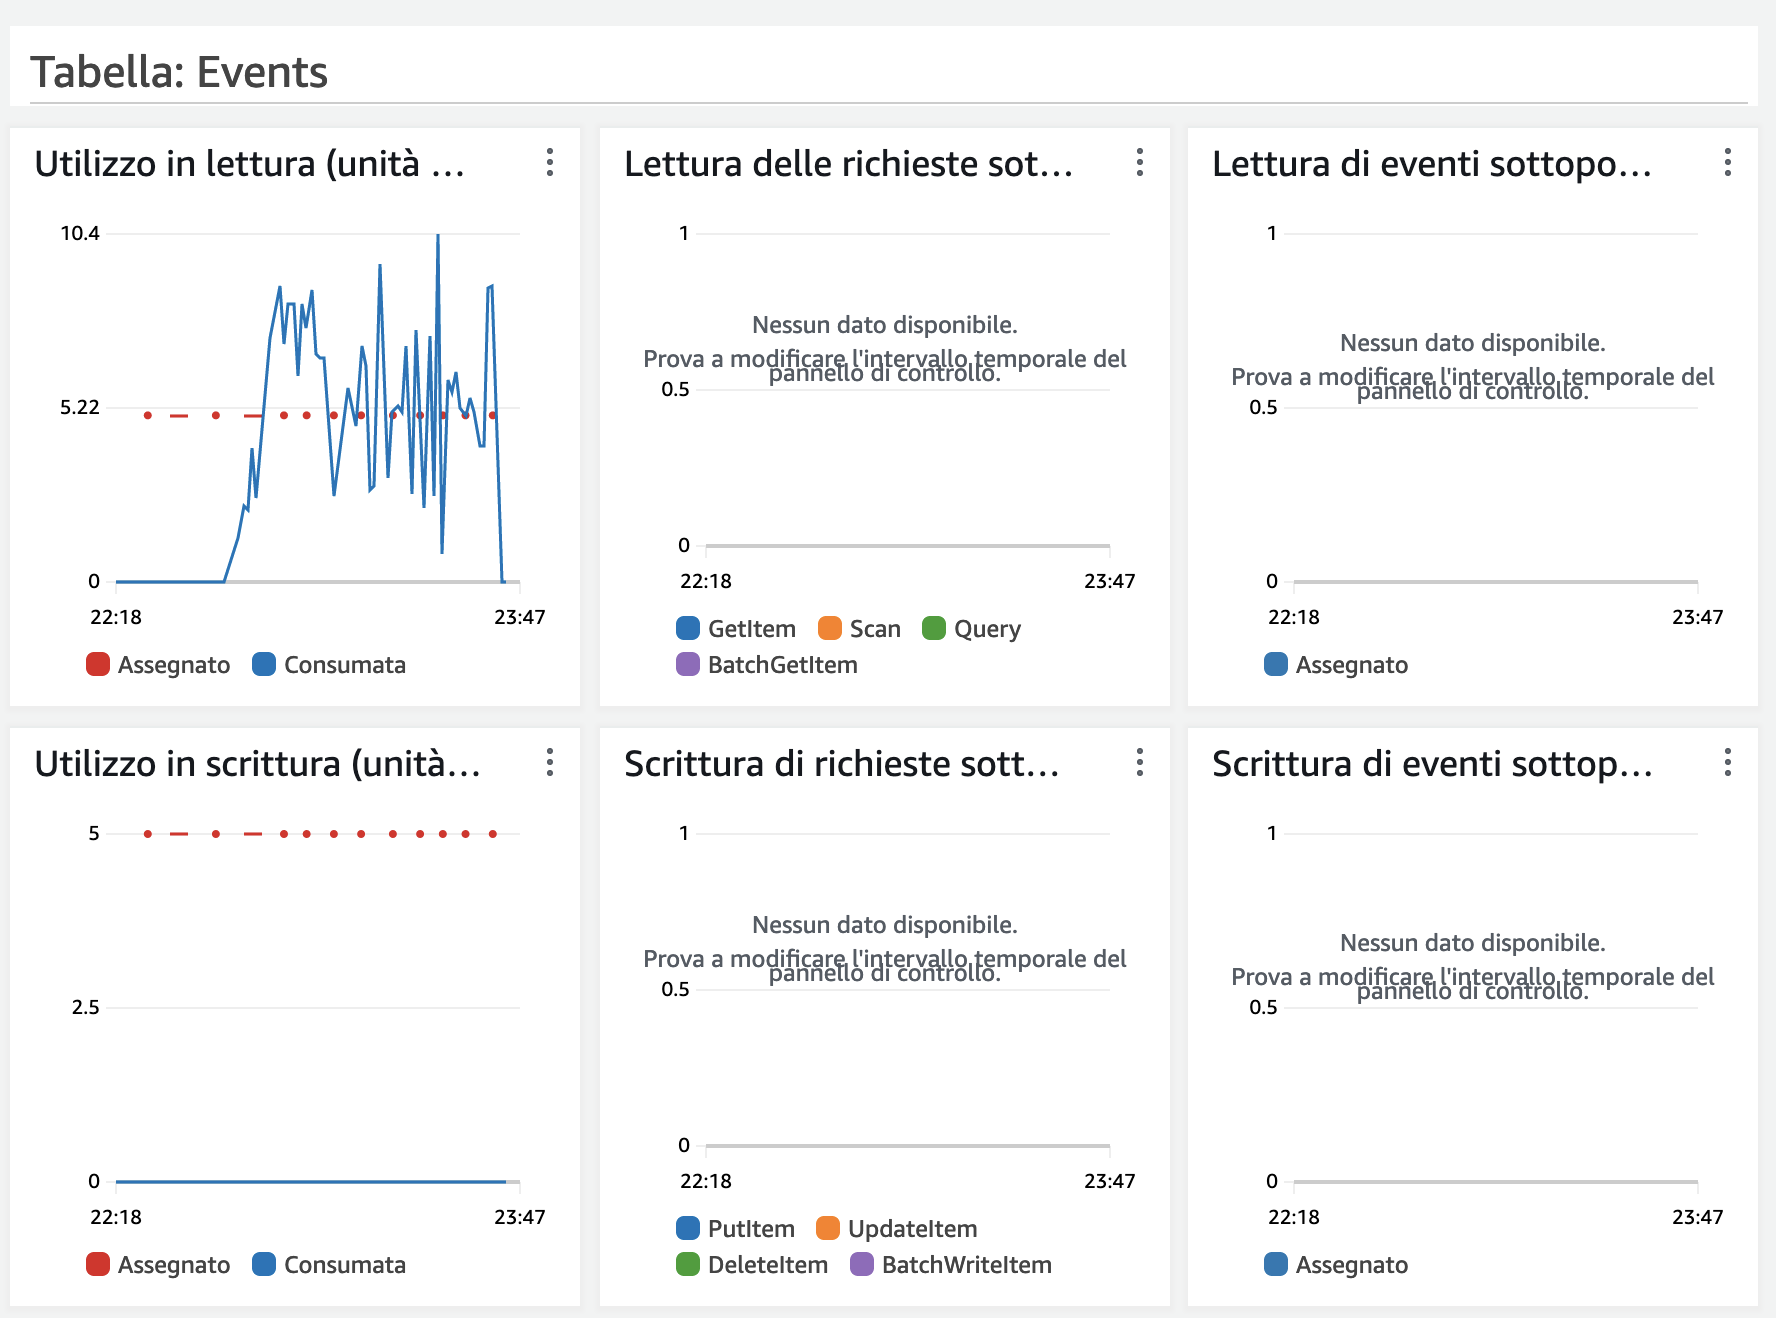 Tabella: Events
Utilizzo in lettura (unità ...
10.4
5.22
0
22:18
23:47
Assegnato
Consumata
Lettura delle richieste sot...
1
Nessun dato disponibile.
Prova a modificare l'intervallo temporale del
pannello di controllo.
0.5
0
22:18
23:47
GetItem
Scan
Query
BatchGetItem
Lettura di eventi sottopo...
1
Nessun dato disponibile.
Prova a modificare l'intervallo temporale del
pannello di controllo.
0.5
0
22:18
23:47
Assegnato
Utilizzo in scrittura (unità...
5
2.5
0
22:18
23:47
Assegnato
Consumata
Scrittura di richieste sott...
1
Nessun dato disponibile.
Prova a modificare l'intervallo temporale del
pannello di controllo.
0.5
0
22:18
23:47
PutItem
UpdateItem
DeleteItem
BatchWriteItem
Scrittura di eventi sottop...
1
Nessun dato disponibile.
Prova a modificare l'intervallo temporale del
pannello di controllo.
0.5
0
22:18
23:47
Assegnato